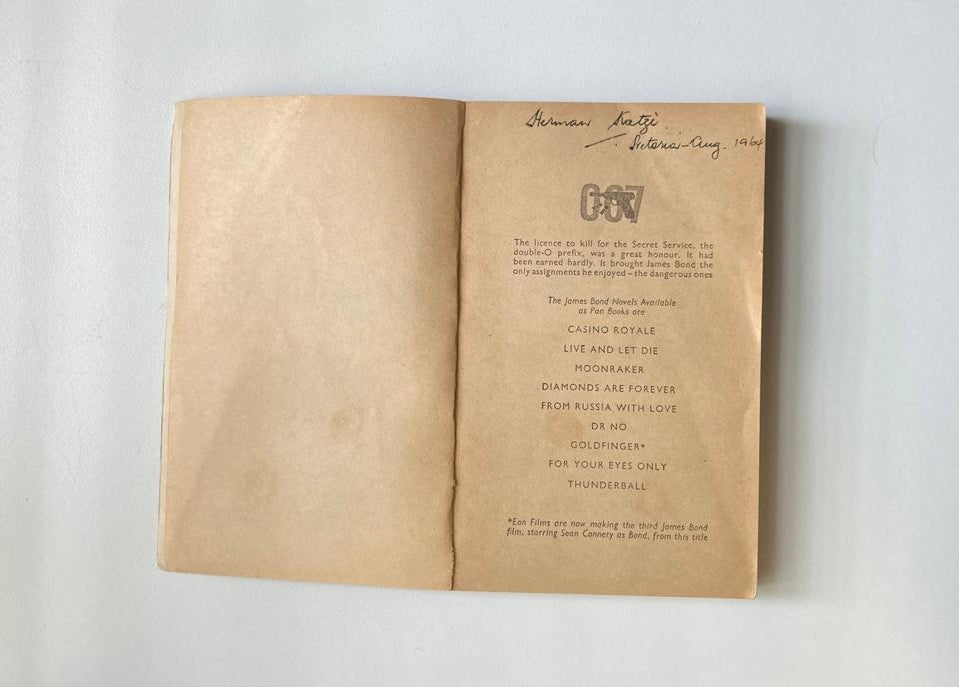 Herman
Pretoria - Aug. 1964
007
The licence to kill for the Secret Service, the
double-O prefix, was a great honour. It had
been earned hardly. It brought James Bond the
only assignments he enjoyed – the dangerous ones
The James Bond Novels Available
as Pan Books are
CASINO ROYALE
LIVE AND LET DIE
MOONRAKER
DIAMONDS ARE FOREVER
FROM RUSSIA WITH LOVE
DR NO
GOLDFINGER*
FOR YOUR EYES ONLY
THUNDERBALL
*Eon Films are now making the third James Bond
film, starring Sean Connery as Bond, from this title